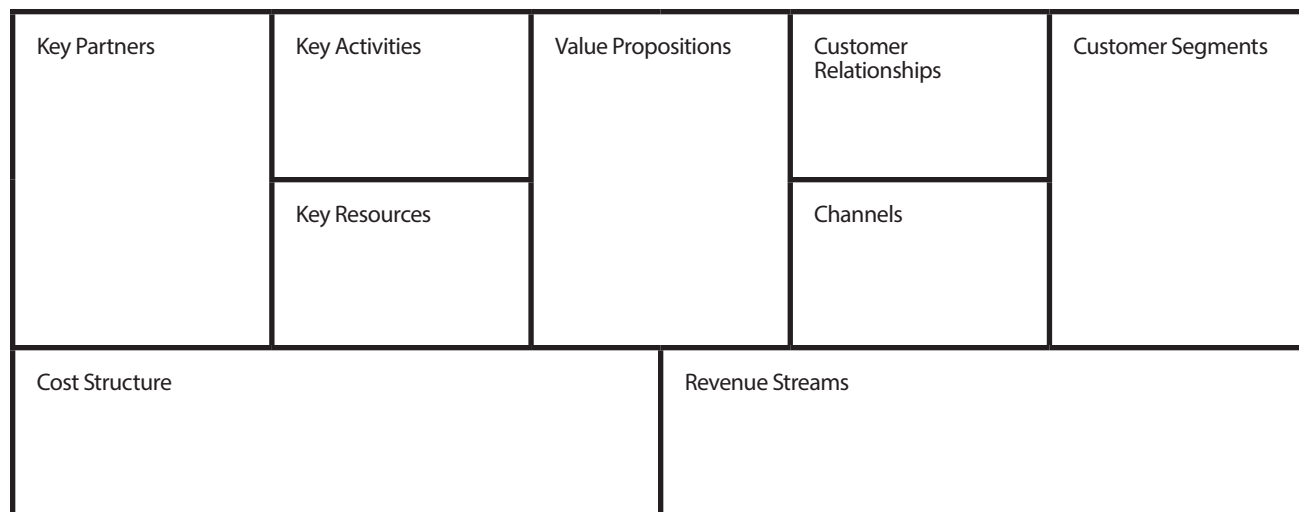 Key Partners
Key Activities
Value Propositions
Customer
Relationships
Customer Segments
Key Resources
Channels
Cost Structure
Revenue Streams